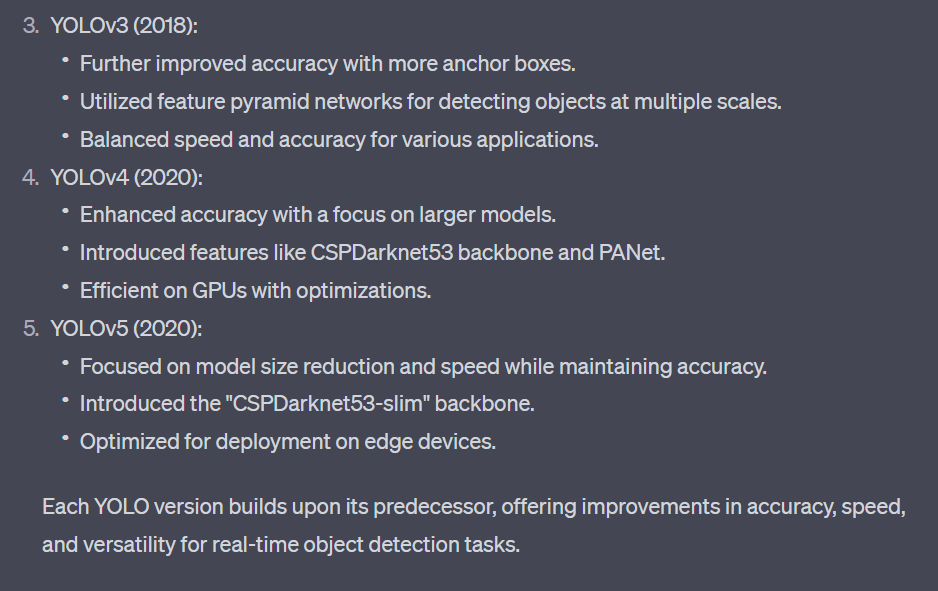 3. YOLOv3 (2018):
• Further improved accuracy with more anchor boxes.
• Utilized feature pyramid networks for detecting objects at multiple scales.
• Balanced speed and accuracy for various applications.
4. YOLOv4 (2020):
• Enhanced accuracy with a focus on larger models.
• Introduced features like CSPDarknet53 backbone and PANet.
• Efficient on GPUs with optimizations.
5. YOLOv5 (2020):
• Focused on model size reduction and speed while maintaining accuracy.
• Introduced the "CSPDarknet53-slim" backbone.
• Optimized for deployment on edge devices.
Each YOLO version builds upon its predecessor, offering improvements in accuracy, speed,
and versatility for real-time object detection tasks.